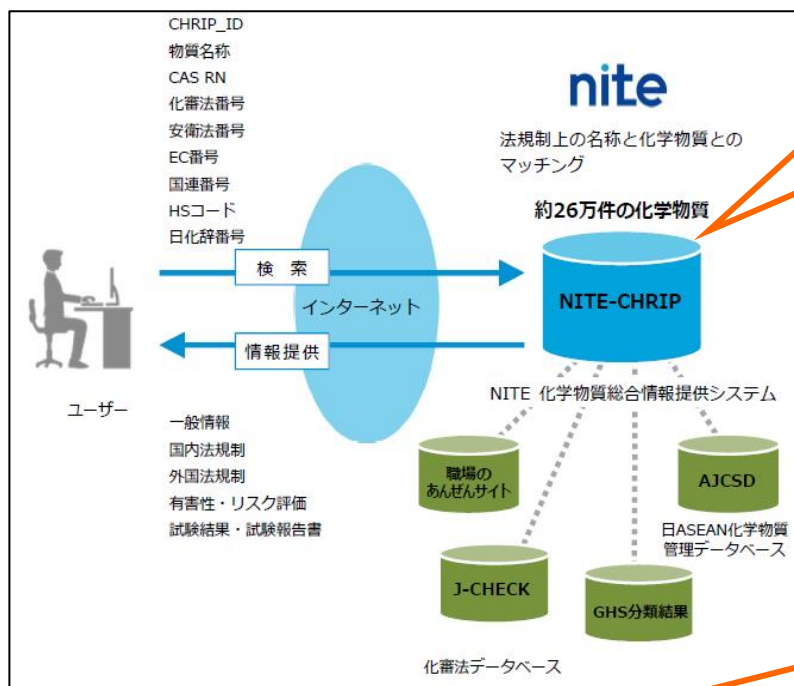 CHRIP_ID
物質名称
CAS RN
化審法番号
安衛法番号
EC番号
国連番号
HSコード
日化辞番号
nite
法規制上の名称と化学物質との
マッチング
約26万件の化学物質
検 索
インターネット
NITE-CHRIP
情報提供
ユーザー
NITE 化学物質総合情報提供システム
一般情報
国内法規制
外国法規制
有害性・リスク評価
試験結果・試験報告書
職場の
あんぜんサイト
AJCSD
日ASEAN化学物質
管理データベース
J-CHECK
GHS分類結果
化審法データベース